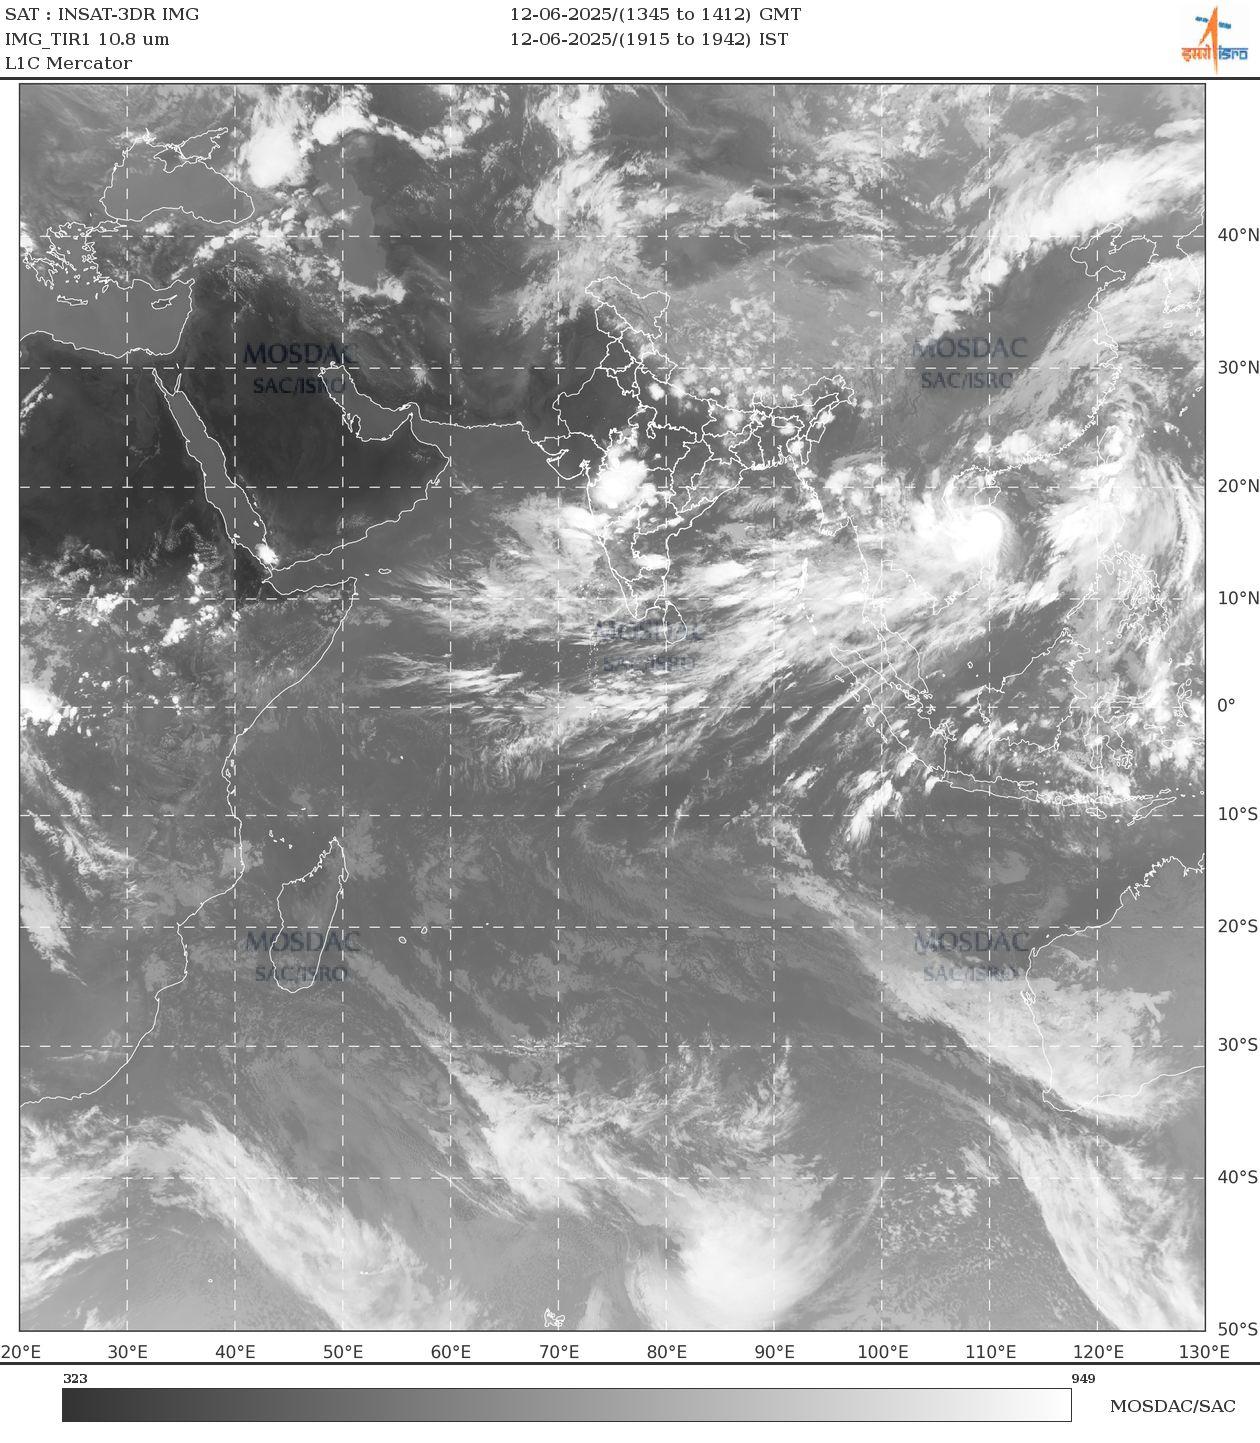 SAT : INSAT-3DR IMG
IMG_TIR1 10.8 um
L1C Mercator
12-06-2025/(1345 to 1412) GMT
12-06-2025/(1915 to 1942) IST
इसरो isro
40°N
MOSDAC
SAC/ISRO
MOSDAC
SAC/ISRO
30°N
20°N
10°N
MOSDAC
SAC/ISRO
0°
10°S
20°S
MOSDAC
SAC/ISRO
MOSDAC
SAC/ISRO
30°S
40°S
50°S
20°E 30°E 40°E 50°E 60°E 70°E 80°E 90°E 100°E 110°E 120°E 130°E
323
949
MOSDAC/SAC